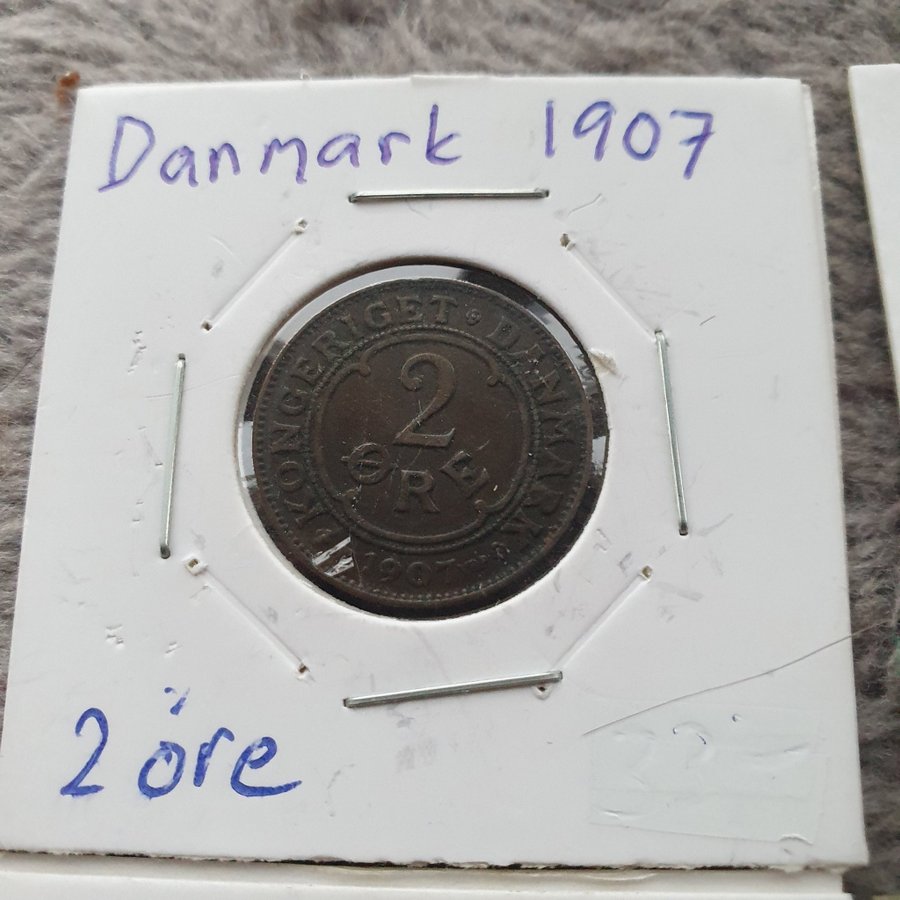 Danmark 1907
KONGERIGET DANMARK
2
ØRE
1907
2 öre